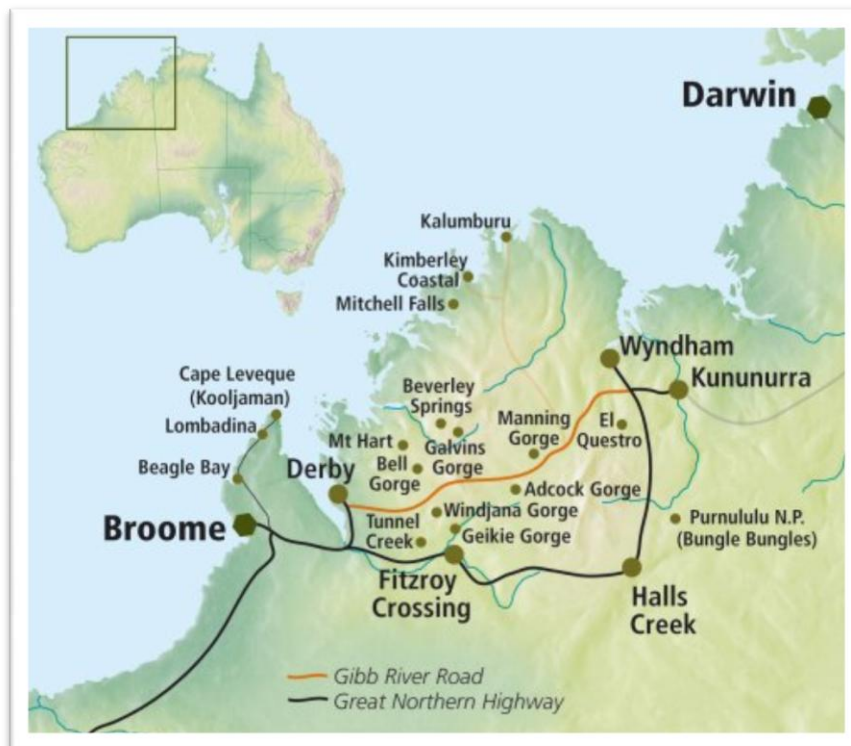 Darwin
Kalumburu
Kimberley
Coastal
Mitchell Falls
Wyndham
Kununurra
Cape Leveque
(Kooljaman)
Lombadina
Beagle Bay
Beverley
Springs
Manning
Gorge
El
Questro
Mt Hart
Galvins
Gorge
Bell
Gorge
Derby
Adcock Gorge
Windjana Gorge
Purnululu N.P.
(Bungle Bungles)
Broome
Tunnel
Creek
Geikie Gorge
Fitzroy
Crossing
Halls
Creek
Gibb River Road
Great Northern Highway